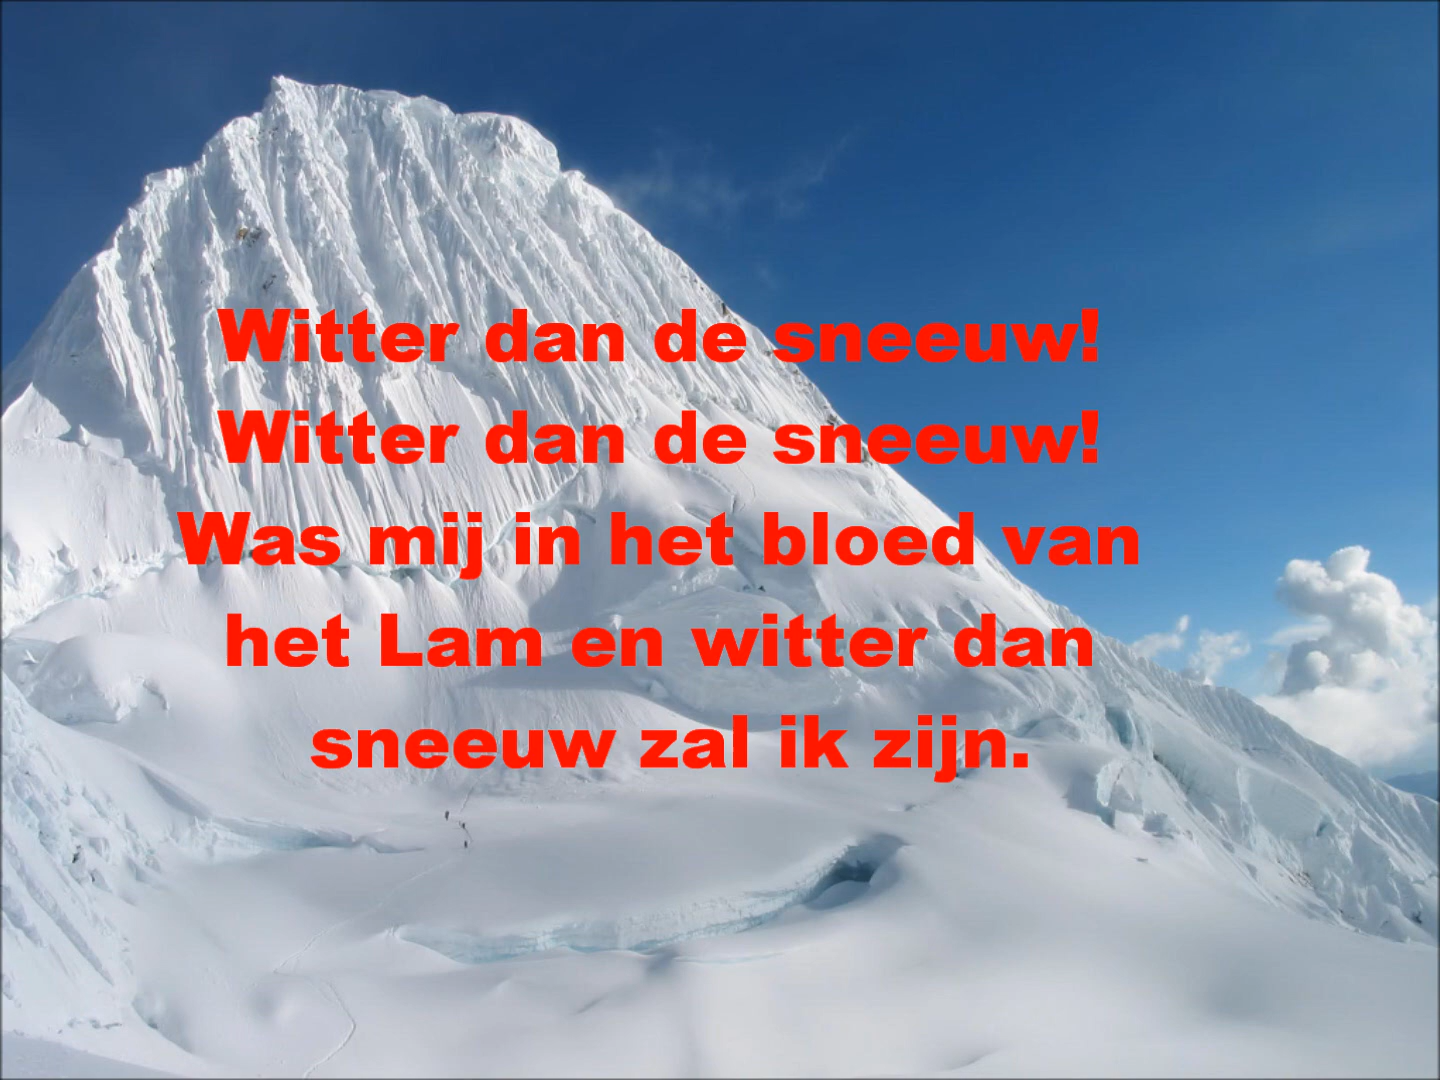 Witter dan de sneeuw!
Witter dan de sneeuw!
Was mij in het bloed van
het Lam en witter dan
sneeuw zal ik zijn.